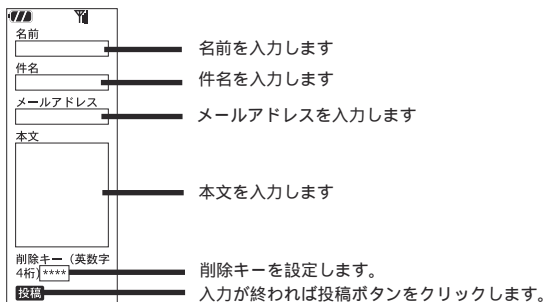 名前
名前を入力します
件名
件名を入力します
メールアドレス
メールアドレスを入力します
本文
本文を入力します
削除キー（英数字
4桁)****
削除キーを設定します。
投稿
入力が終われば投稿ボタンをクリックします。